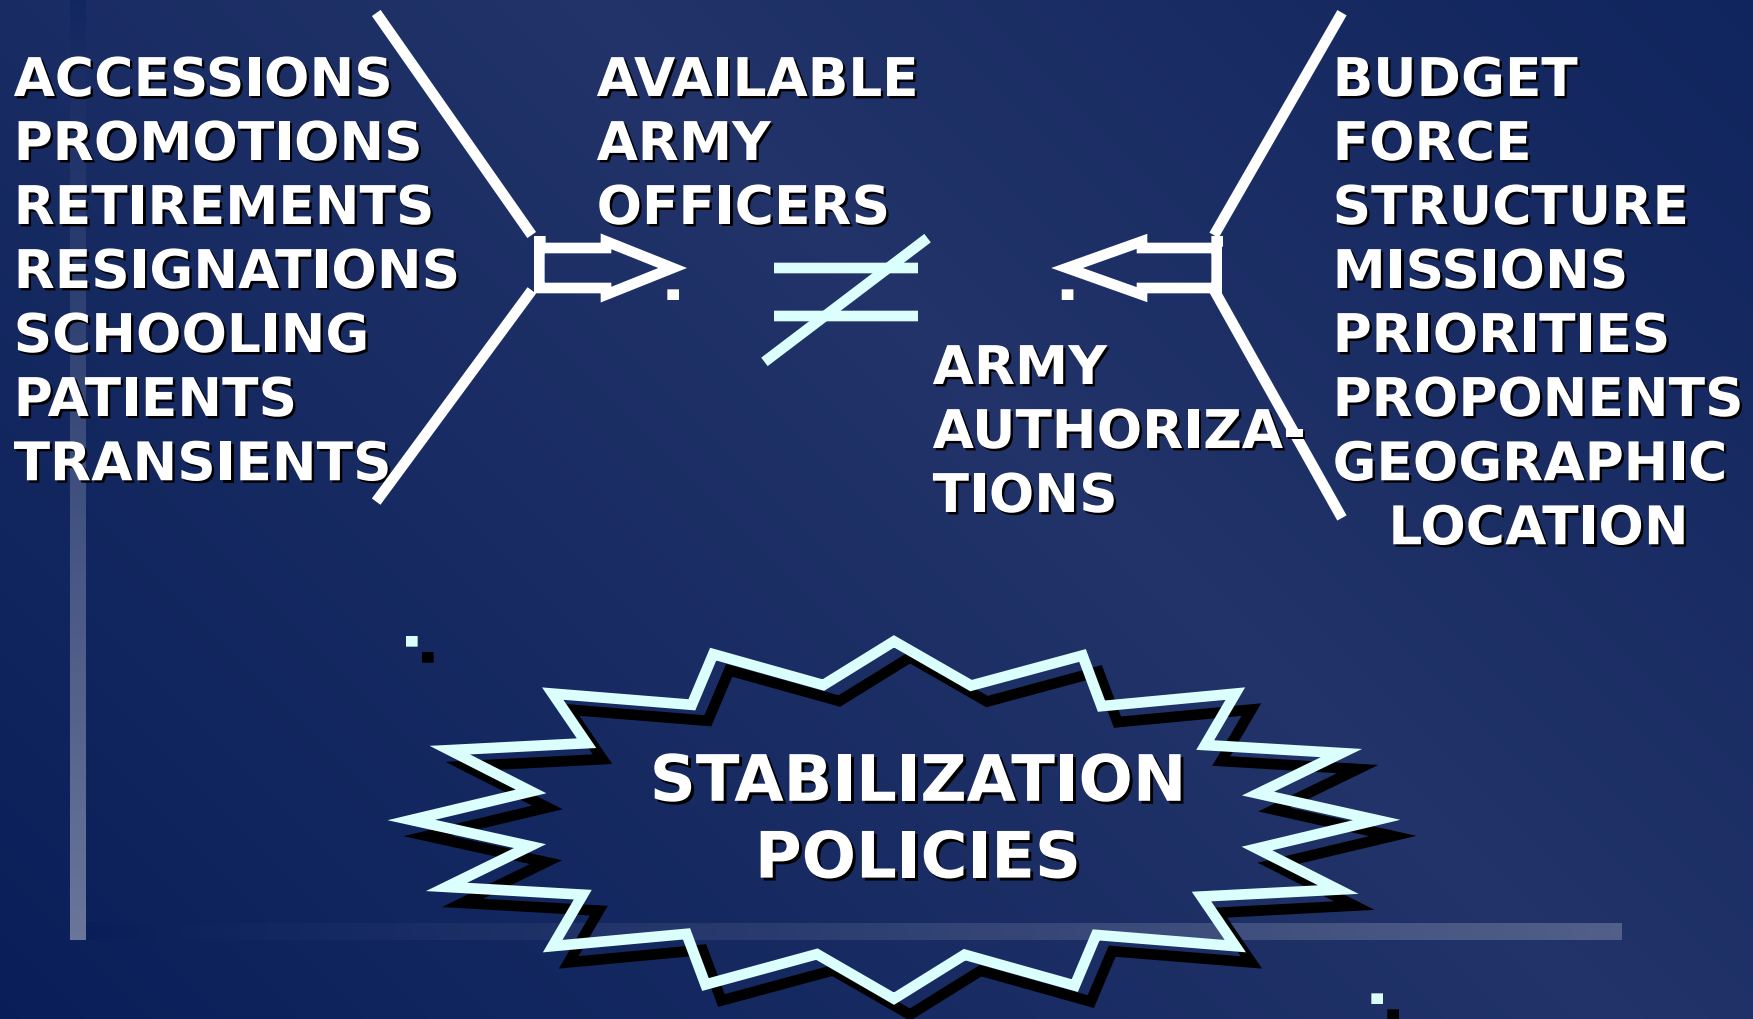 ACCESSIONS
PROMOTIONS
RETIREMENTS
RESIGNATIONS
SCHOOLING
PATIENTS
TRANSIENTS
AVAILABLE
ARMY
OFFICERS
≠
ARMY
AUTHORIZA-
TIONS
BUDGET
FORCE
STRUCTURE
MISSIONS
PRIORITIES
PROPONENTS
GEOGRAPHIC
LOCATION
STABILIZATION
POLICIES